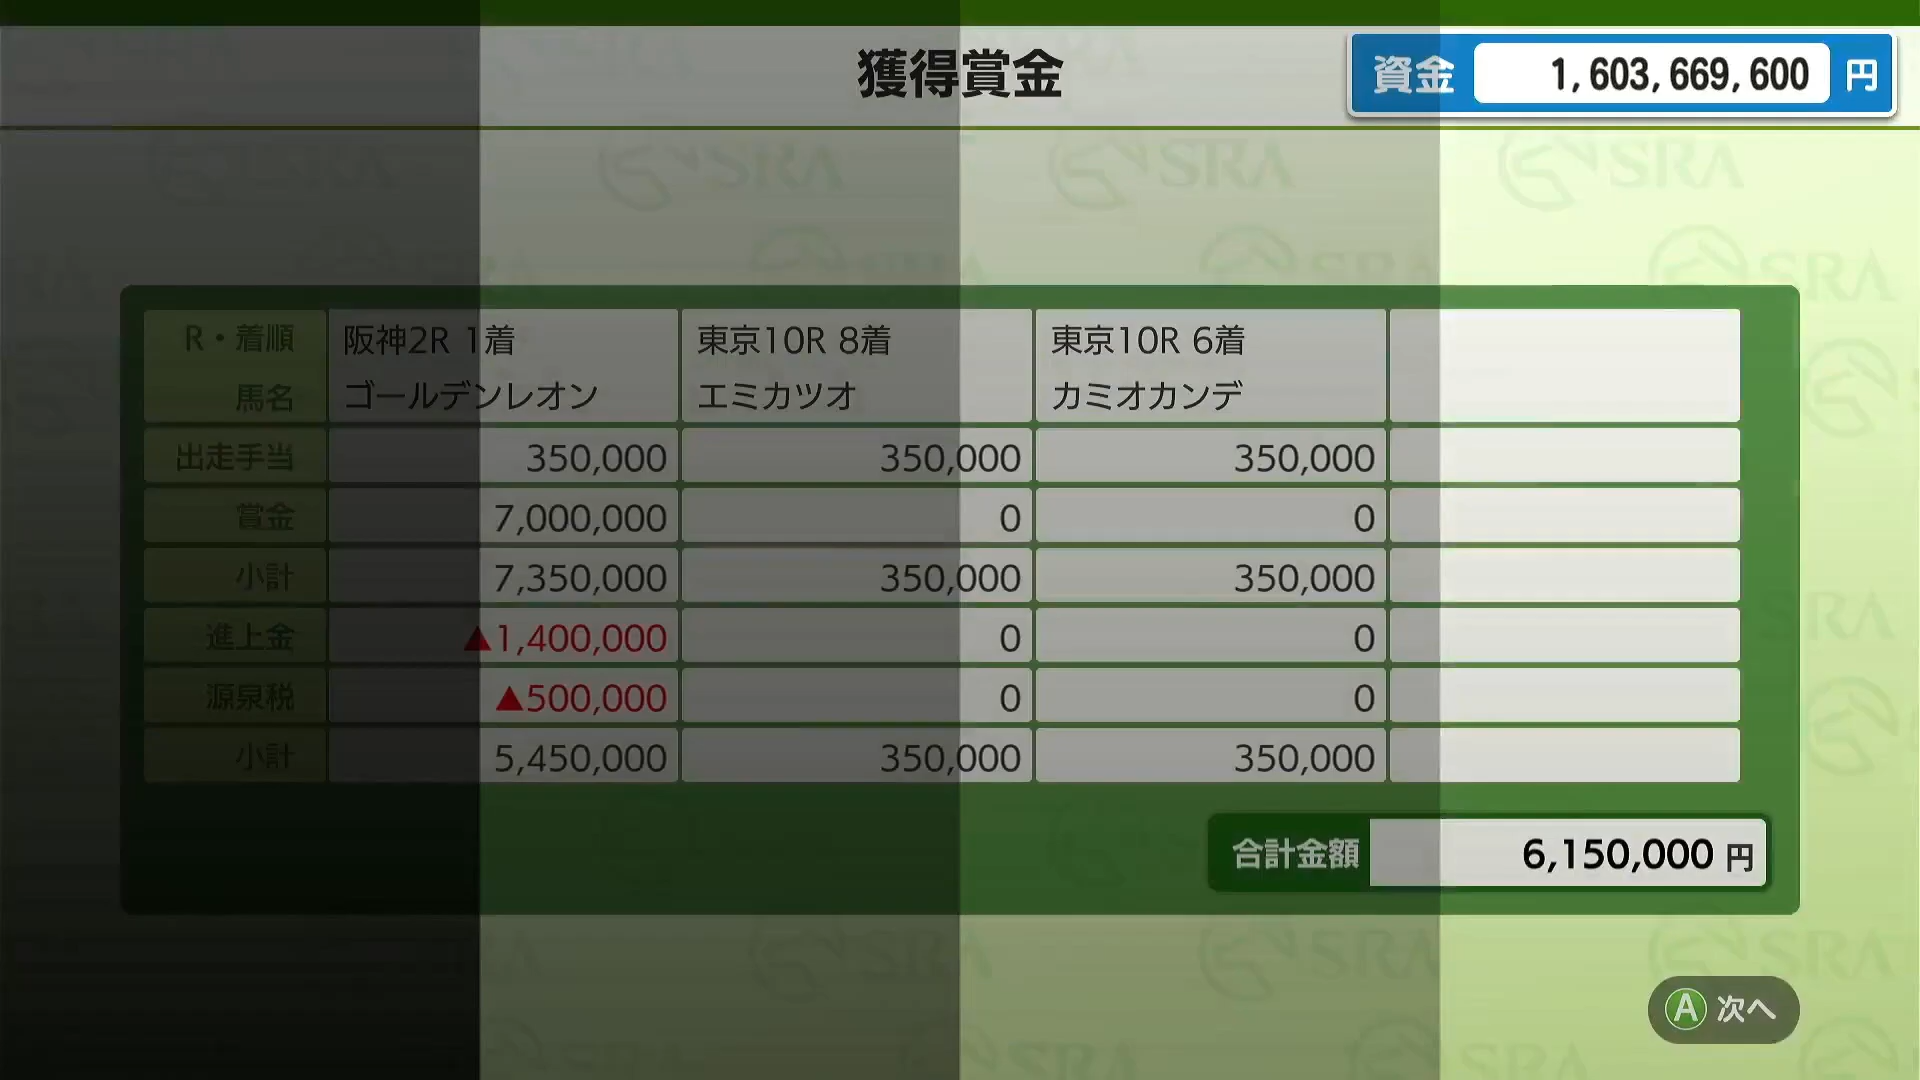 獲得賞金
資金 1,603,669,600 円
R・着順 阪神2R 1着 東京10R 8着 東京10R 6着
馬名 ゴールデンレオン エミカツオ カミオカンデ
出走手当 350,000 350,000 350,000
賞金 7,000,000 0 0
小計 7,350,000 350,000 350,000
進上金 ▲1,400,000 0 0
源泉税 ▲500,000 0 0
小計 5,450,000 350,000 350,000
合計金額 6,150,000 円
A 次へ
SRA